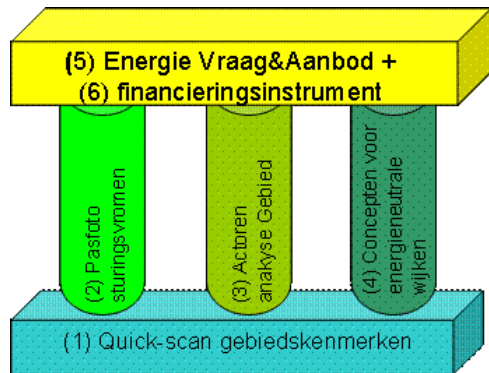 (5) Energie Vraag&Aanbod +
(6) financieringsinstrument
(2) Pasfoto
sturingsvromen
(3) Actoren
anakyse Gebied
(4) Concepten voor
energieneutrale
wijken
(1) Quick-scan gebiedskenmerken